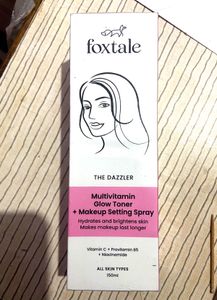 foxtale
THE DAZZLER
Multivitamin
Glow Toner
+ Makeup Setting Spray
Hydrates and brightens skin
Makes makeup last longer
Vitamin C + Provitamin B5
+ Niacinamide
ALL SKIN TYPES
150ml